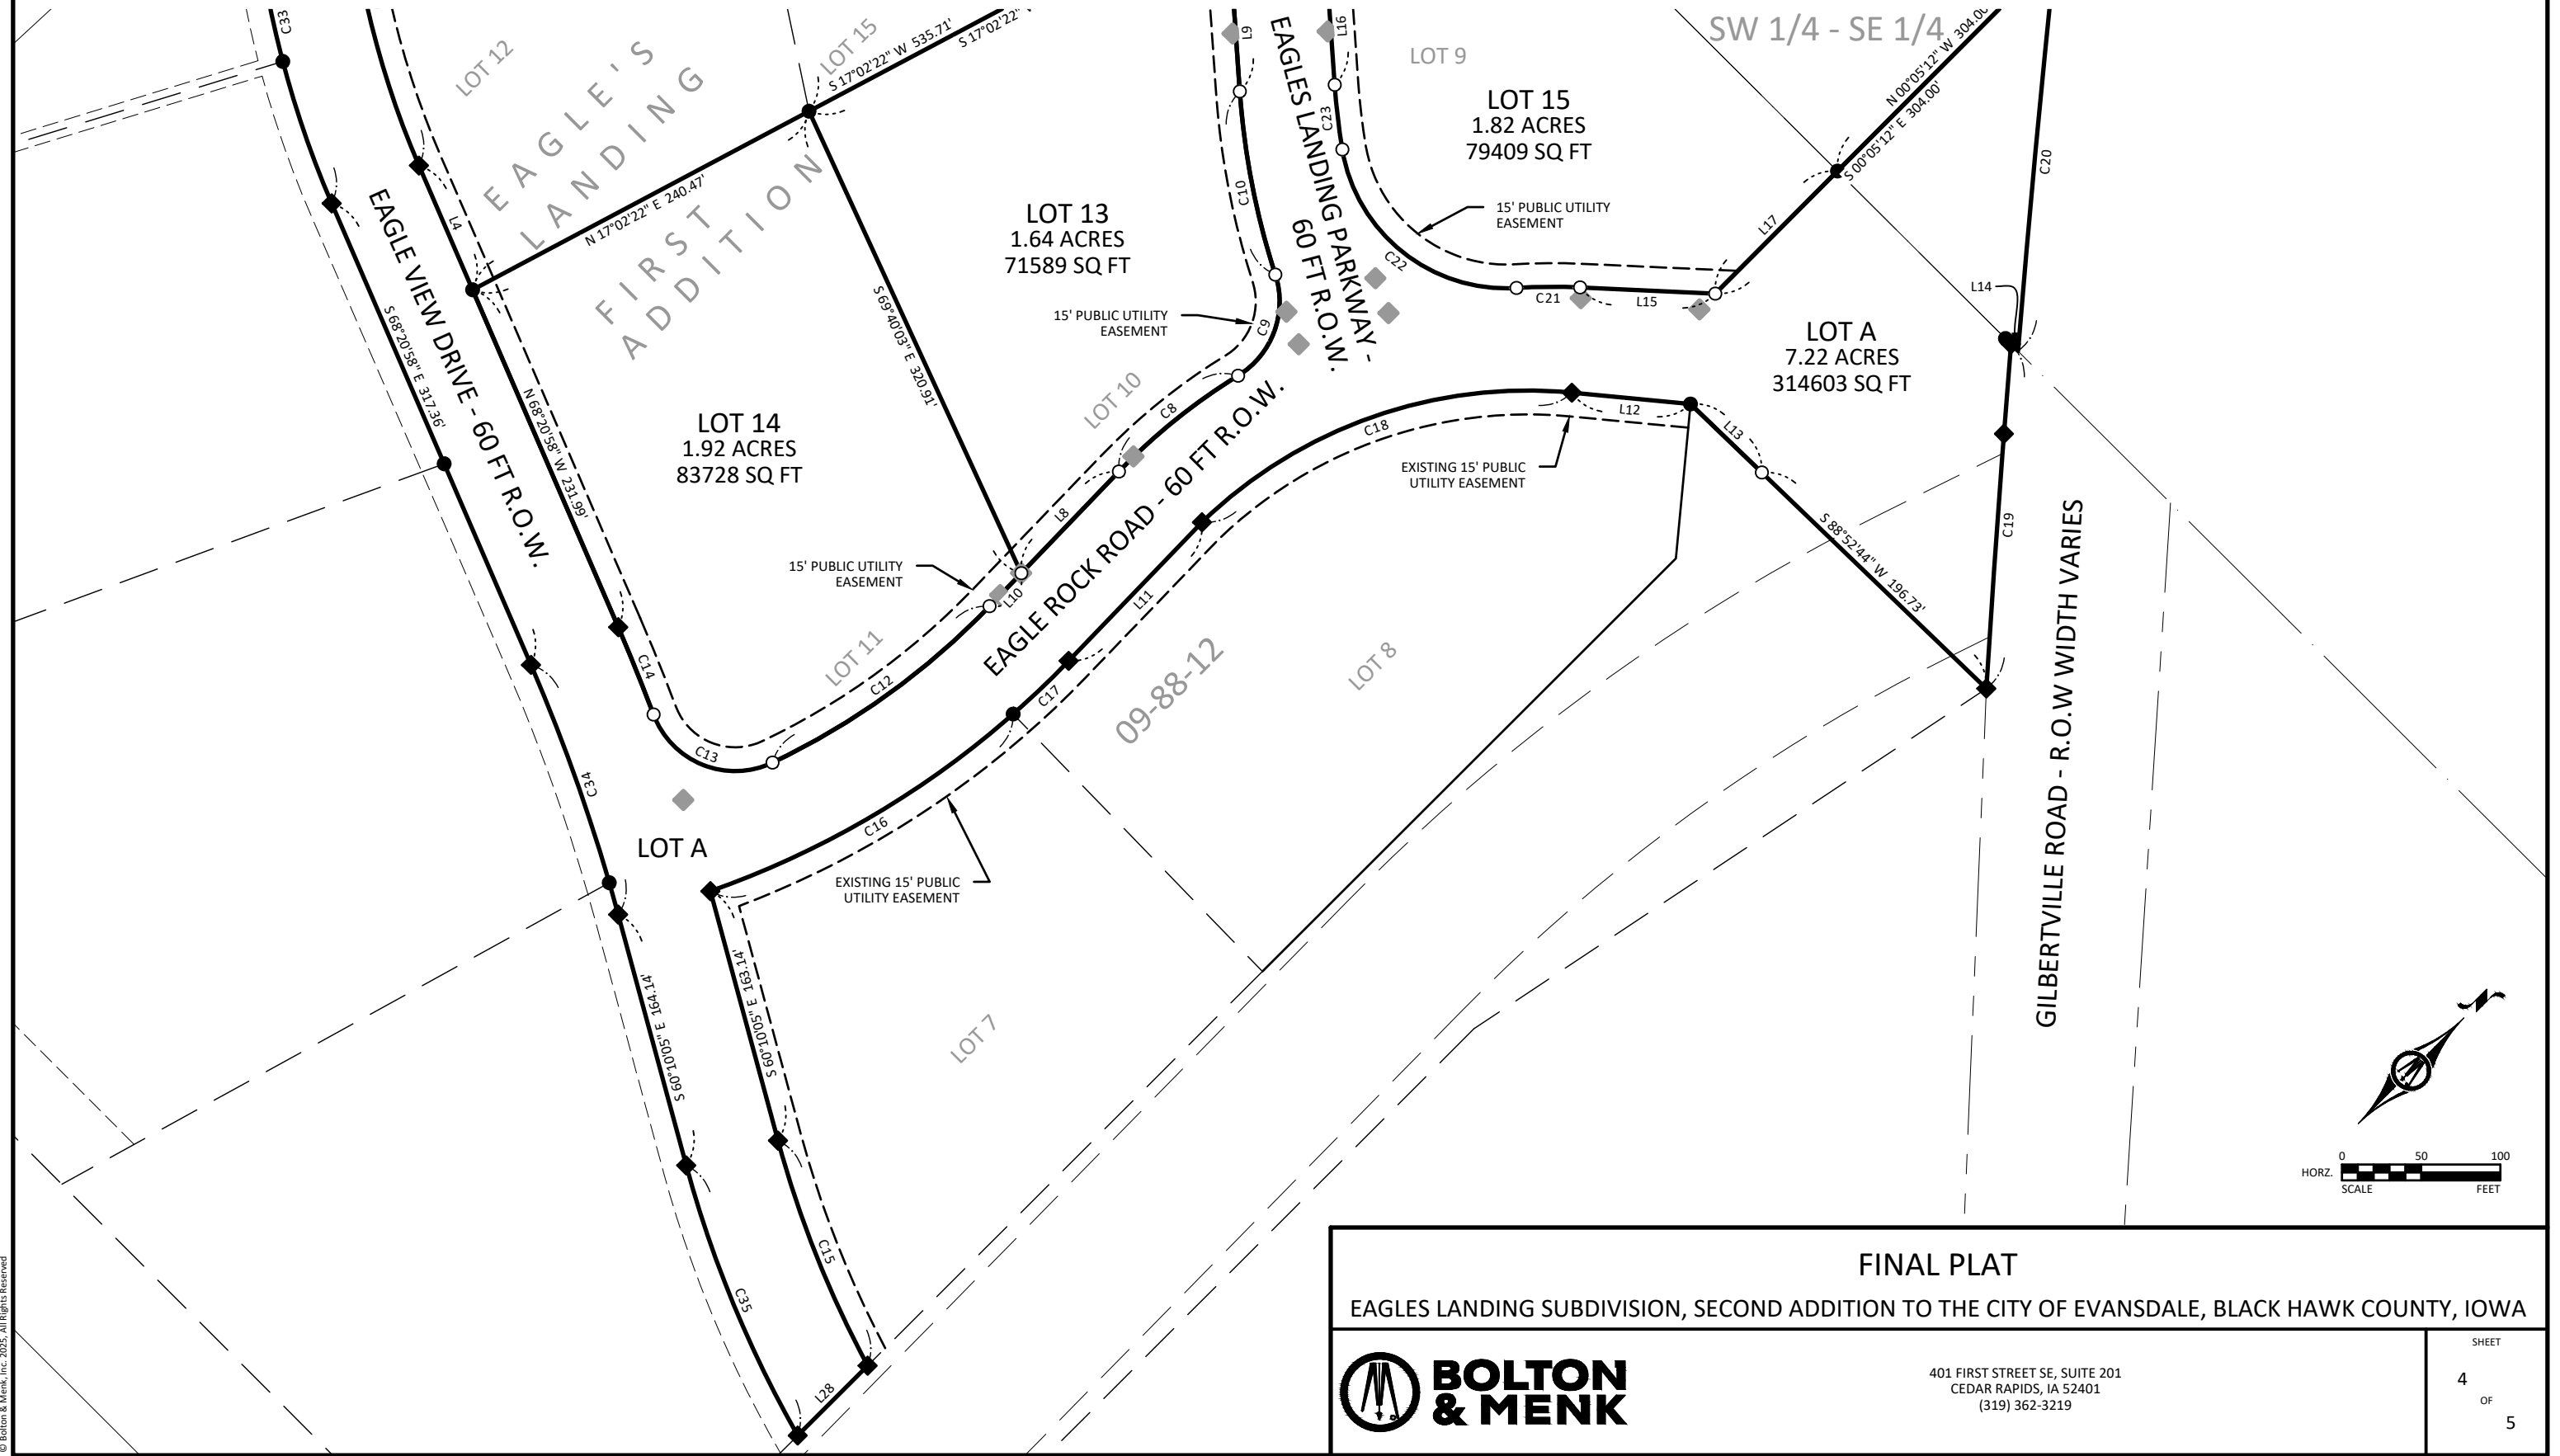 C33
LOT 12
EAGLE'S
LANDING
FIRST
ADDITION
LOT 15
S 17°02'22" W 535.71'
S 17°02'22"
L9
EAGLES LANDING PARKWAY -
60 FT R.O.W.
L16
LOT 9
SW 1/4 - SE 1/4
N 00°05'12" W 304.00'
S 00°05'12" E 304.00'
LOT 15
1.82 ACRES
79409 SQ FT
C23
C10
C20
L4
N 17°02'22" E 240.47'
EAGLE VIEW DRIVE - 60 FT R.O.W.
LOT 13
1.64 ACRES
71589 SQ FT
15' PUBLIC UTILITY
EASEMENT
L17
C22
C21
L15
L14
S 68°20'58" E 317.36'
S 69°40'03" E 320.91'
15' PUBLIC UTILITY
EASEMENT
C9
LOT A
7.22 ACRES
314603 SQ FT
N 68°20'58" W 231.99'
LOT 14
1.92 ACRES
83728 SQ FT
LOT 10
C8
C18
L12
L13
EXISTING 15' PUBLIC
UTILITY EASEMENT
L8
EAGLE ROCK ROAD - 60 FT R.O.W.
S 88°52'44" W 196.73'
C19
GILBERTVILLE ROAD - R.O.W WIDTH VARIES
15' PUBLIC UTILITY
EASEMENT
L10
L11
LOT 11
C14
C12
C17
09-88-12
LOT 8
C13
C34
LOT A
C16
EXISTING 15' PUBLIC
UTILITY EASEMENT
S 60°10'05" E 164.14'
S 60°10'05" E 163.14'
LOT 7
C15
C35
L28
HORZ.
0 50 100
SCALE FEET
FINAL PLAT
EAGLES LANDING SUBDIVISION, SECOND ADDITION TO THE CITY OF EVANSDALE, BLACK HAWK COUNTY, IOWA
BOLTON
& MENK
401 FIRST STREET SE, SUITE 201
CEDAR RAPIDS, IA 52401
(319) 362-3219
SHEET
4
OF
5
© Bolton & Menk, Inc. 2025, All Rights Reserved